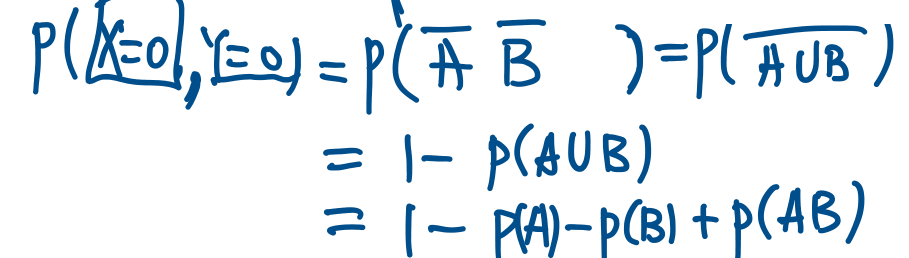 P(X=0, Y=0) = P(A̅ B̅ ) = P(A∪B̅)
= 1 - P(A∪B)
= 1 - P(A) - P(B) + P(AB)